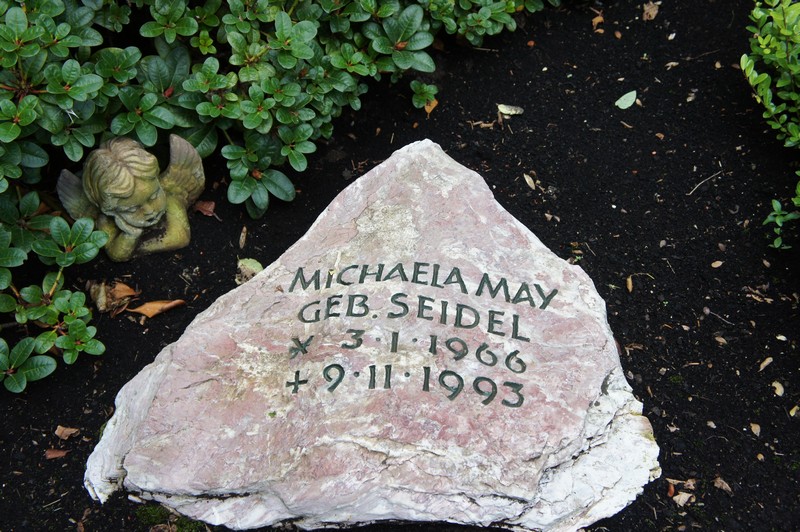 MICHAELA MAY
GEB. SEIDEL
* 3·1·1966
+ 9·11·1993